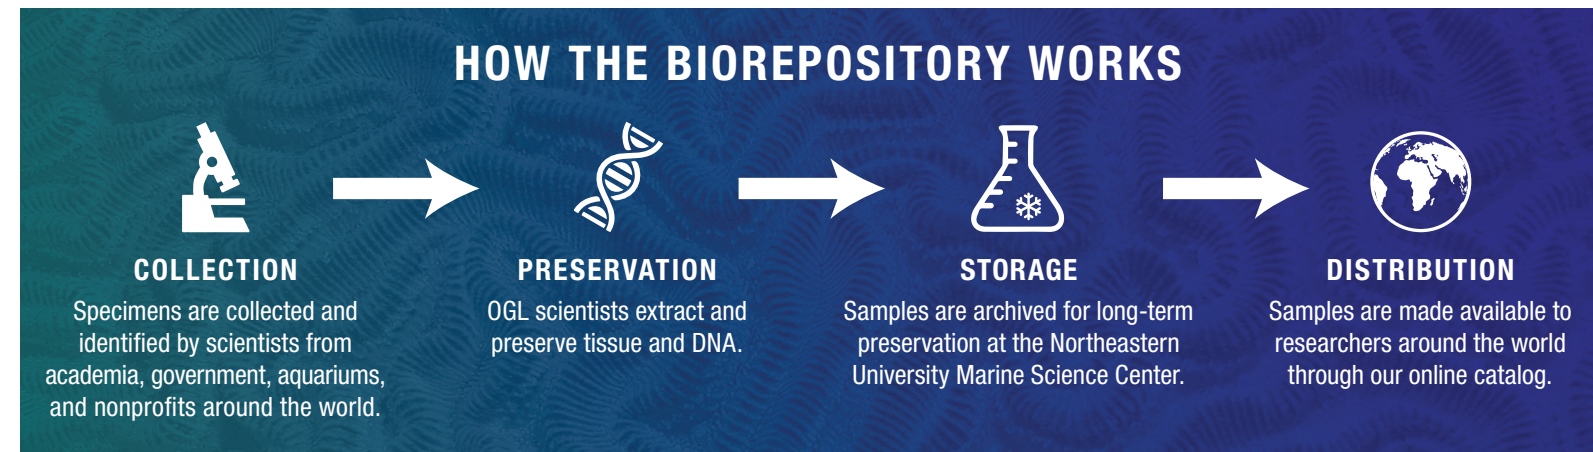 HOW THE BIOREPOSITORY WORKS
COLLECTION
Specimens are collected and
identified by scientists from
academia, government, aquariums,
and nonprofits around the world.
PRESERVATION
OGL scientists extract and
preserve tissue and DNA.
STORAGE
Samples are archived for long-term
preservation at the Northeastern
University Marine Science Center.
DISTRIBUTION
Samples are made available to
researchers around the world
through our online catalog.